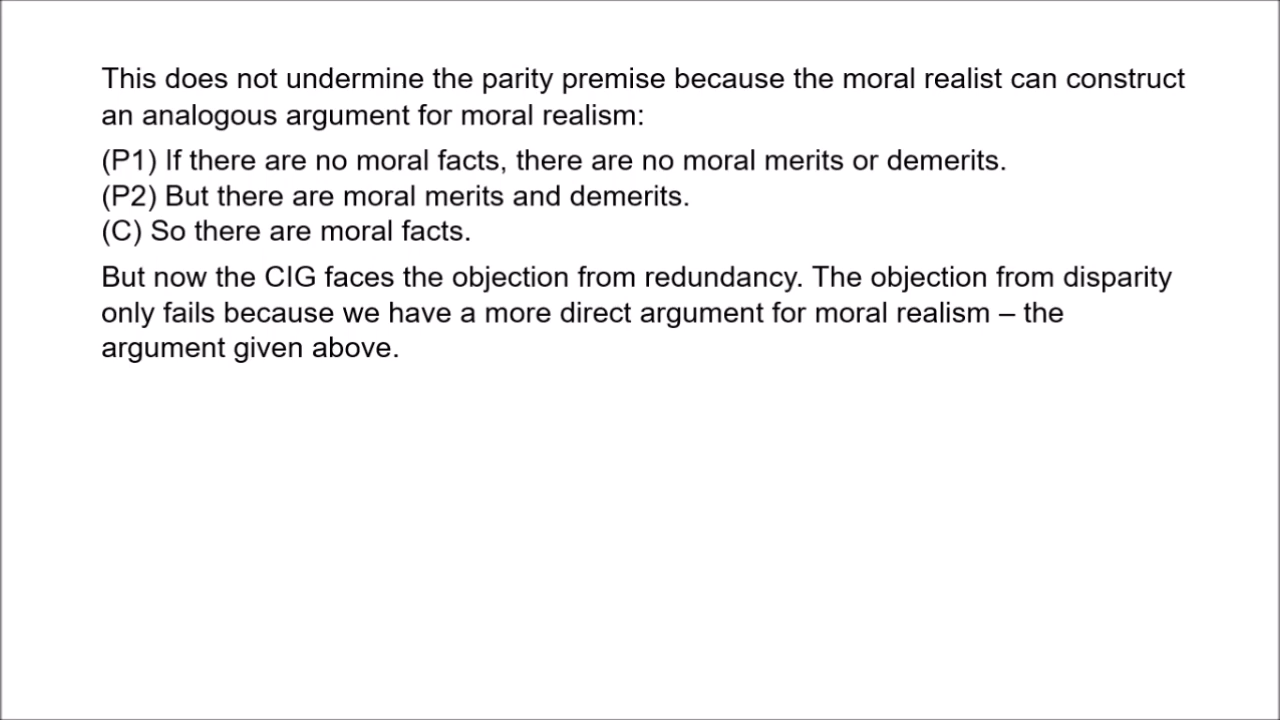 This does not undermine the parity premise because the moral realist can construct
an analogous argument for moral realism:
(P1) If there are no moral facts, there are no moral merits or demerits.
(P2) But there are moral merits and demerits.
(C) So there are moral facts.
But now the CIG faces the objection from redundancy. The objection from disparity
only fails because we have a more direct argument for moral realism – the
argument given above.